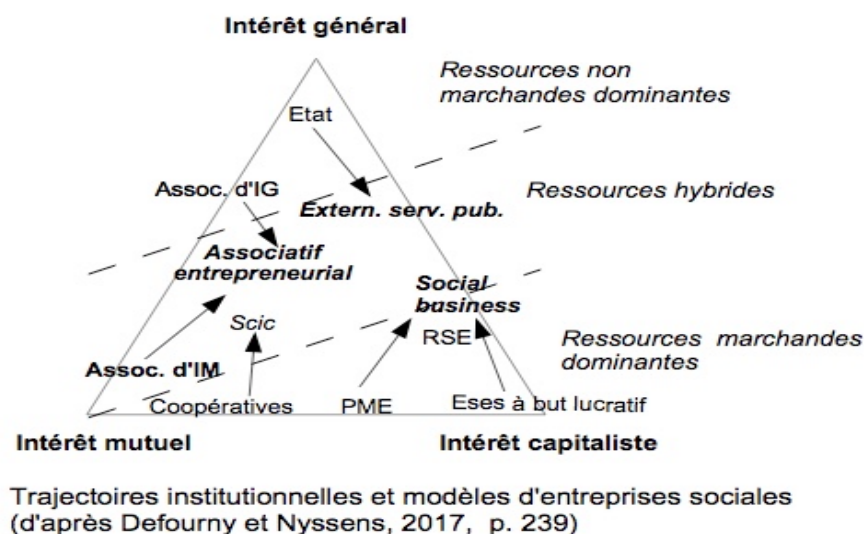 Intérêt général
Ressources non
marchandes dominantes
Etat
Assoc. d'IG
Ressources hybrides
Extern. serv. pub.
Associatif
entrepreneurial
Social
business
Scic
RSE
Ressources marchandes
dominantes
Assoc. d'IM
Coopératives
PME
Eses à but lucratif
Intérêt mutuel
Intérêt capitaliste
Trajectoires institutionnelles et modèles d'entreprises sociales
(d'après Defourny et Nyssens, 2017, p. 239)